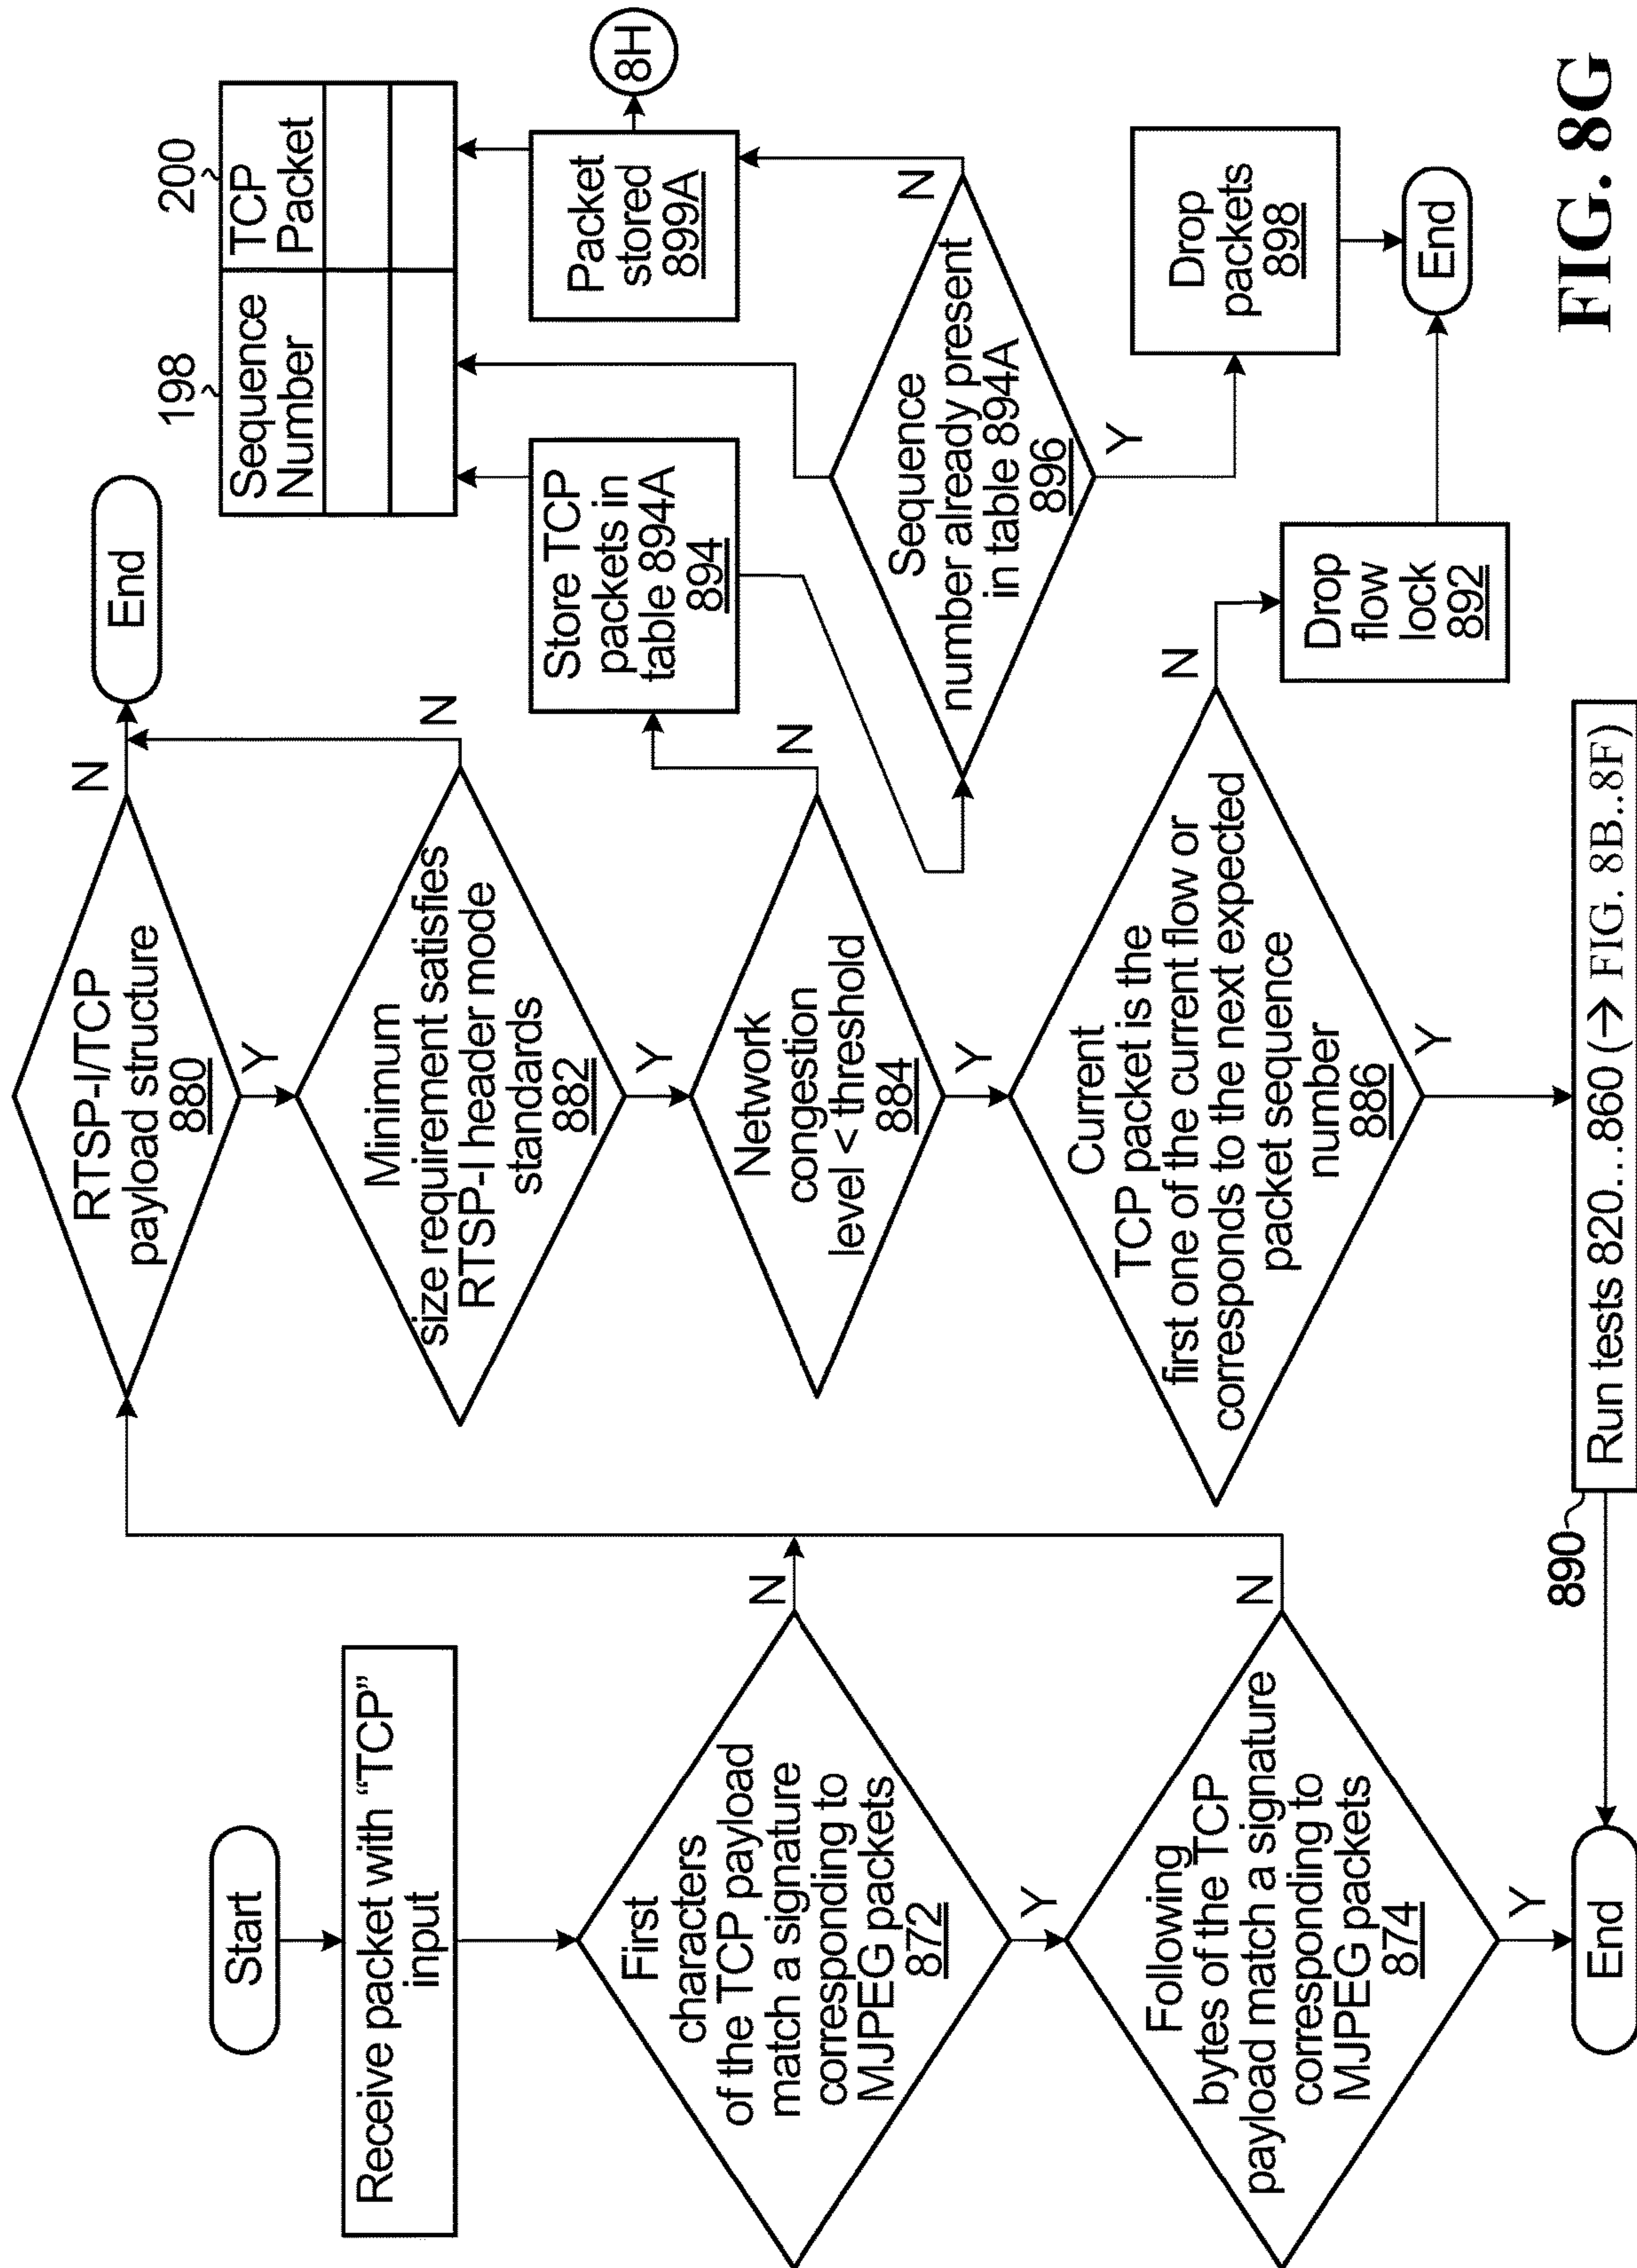 Start
Receive packet with "TCP"
input
First
characters
of the TCP payload
match a signature
corresponding to
MJPEG packets
872
N
Y
Following
bytes of the TCP
payload match a signature
corresponding to
MJPEG packets
874
N
Y
End
RTSP-I/TCP
payload structure
880
N
Y
End
Minimum
size requirement satisfies
RTSP-I header mode
standards
882
N
Y
Network
congestion
level < threshold
884
N
Y
Current
TCP packet is the
first one of the current flow or
corresponds to the next expected
packet sequence
number
886
N
Y
890
Run tests 820...860 (→ FIG. 8B..8F)
198
200
Sequence
Number
TCP
Packet
Store TCP
packets in
table 894A
894
Packet
stored
899A
8H
Sequence
number already present
in table 894A
896
N
Y
Drop
flow
lock
892
Drop
packets
898
End
FIG. 8G